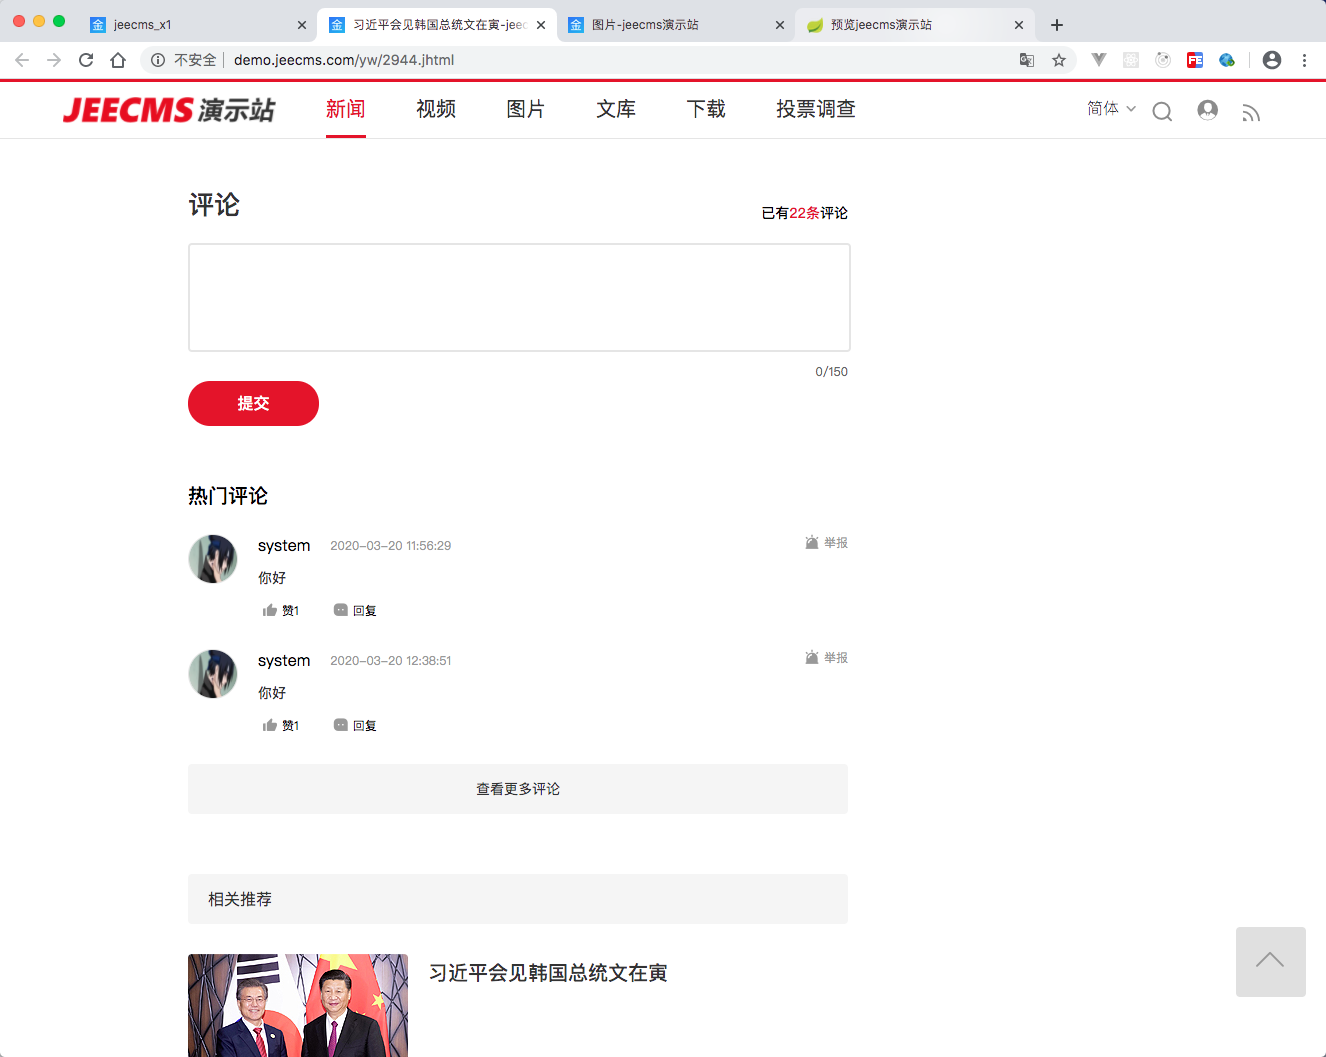 jeecms_x1
习近平会见韩国总统文在寅-jeec
图片-jeecms演示站
预览jeecms演示站
不安全 demo.jeecms.com/yw/2944.jhtml
JEECMS 演示站 新闻 视频 图片 文库 下载 投票调查 简体
评论
已有22条评论
0/150
提交
热门评论
system 2020-03-20 11:56:29 举报
你好
赞1 回复
system 2020-03-20 12:38:51 举报
你好
赞1 回复
查看更多评论
相关推荐
习近平会见韩国总统文在寅